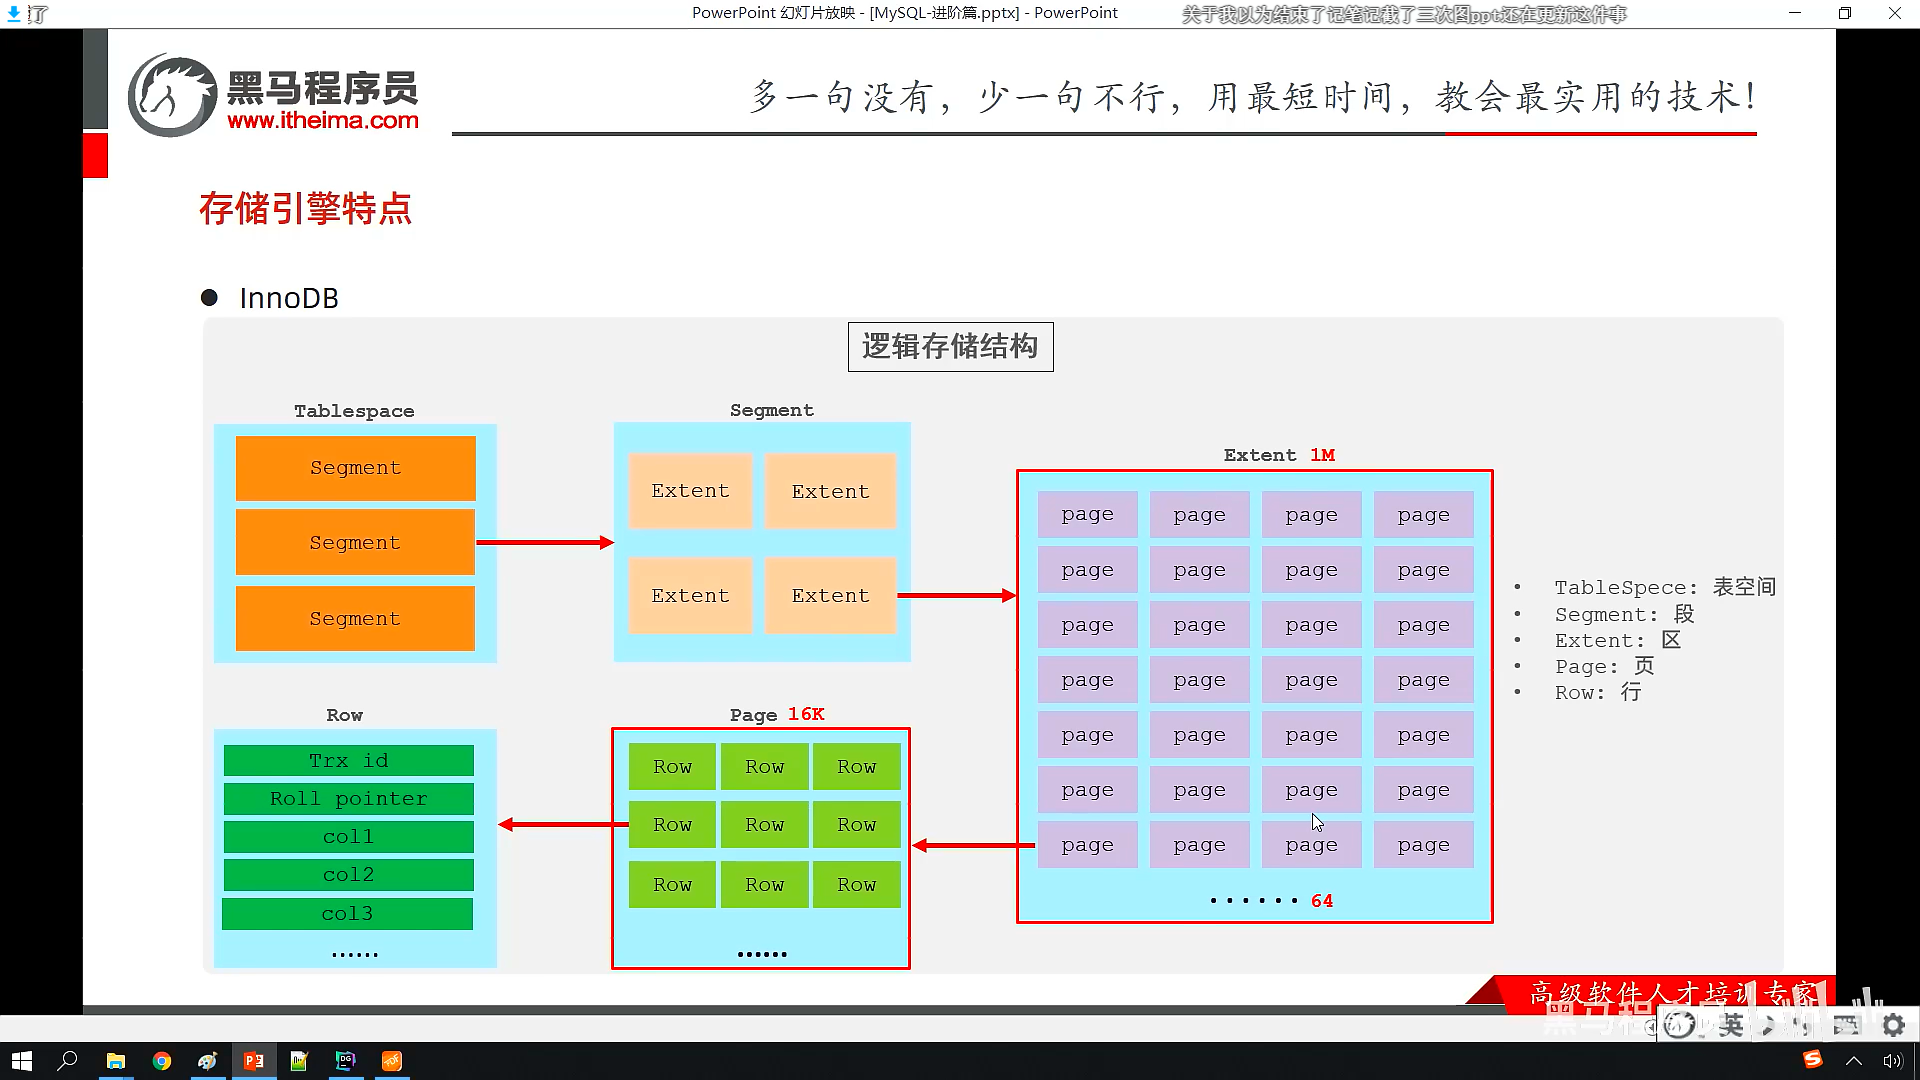 PowerPoint 幻灯片放映 - [MySQL-进阶篇.pptx] - PowerPoint
关于我以为结束了记笔记截了三次图ppt还在更新这件事
黑马程序员
www.itheima.com
多一句没有，少一句不行，用最短时间，教会最实用的技术！
存储引擎特点
● InnoDB
逻辑存储结构
Tablespace
Segment
Segment
Segment
Segment
Extent Extent
Extent Extent
Extent 1M
page page page page
page page page page
page page page page
page page page page
page page page page
page page page page
page page page page
······ 64
• TableSpece: 表空间
• Segment: 段
• Extent: 区
• Page: 页
• Row: 行
Row
Trx id
Roll pointer
col1
col2
col3
······
Page 16K
Row Row Row
Row Row Row
Row Row Row
······
高级软件人才培训专家
英